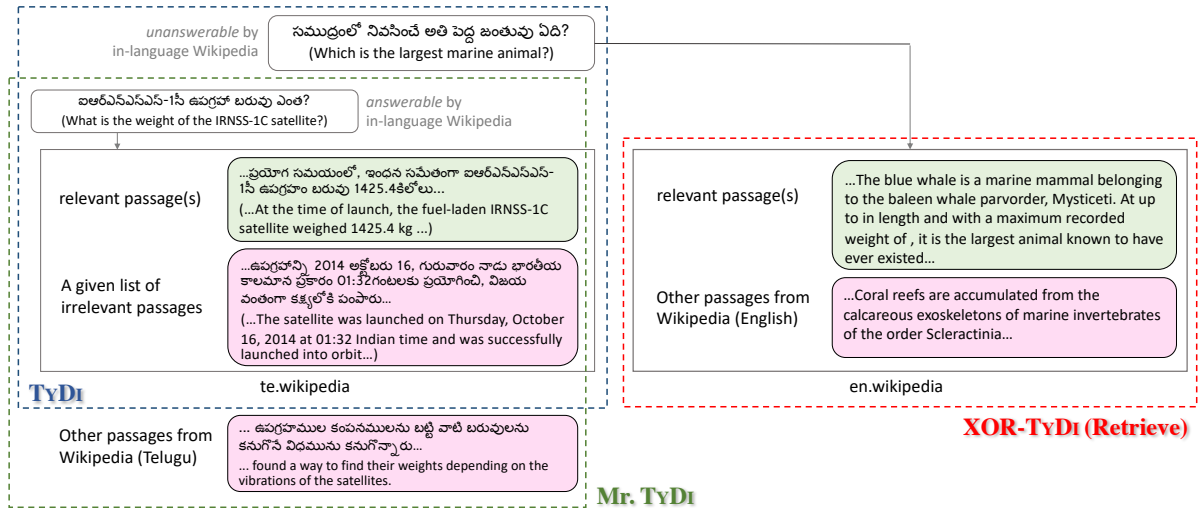 unanswerable by
in-language Wikipedia
సముద్రంలో నివసించే అతి పెద్ద జంతువు ఏది?
(Which is the largest marine animal?)
ఐఆర్ఎన్ఎస్ఎస్-1సీ ఉపగ్రహా బరువు ఎంత?
(What is the weight of the IRNSS-1C satellite?)
answerable by
in-language Wikipedia
relevant passage(s)
...ప్రయోగ సమయంలో, ఇంధన సమేతంగా ఐఆర్ఎన్ఎస్ఎస్-
1సీ ఉపగ్రహం బరువు 1425.4కిలోలు...
(...At the time of launch, the fuel-laden IRNSS-1C
satellite weighed 1425.4 kg ...)
A given list of
irrelevant passages
...ఉపగ్రహాన్ని 2014 అక్టోబరు 16, గురువారం నాడు భారతీయ
కాలమాన ప్రకారం 01:32గంటలకు ప్రయోగించి, విజయ
వంతంగా కక్ష్యలోకి పంపారు...
(...The satellite was launched on Thursday, October
16, 2014 at 01:32 Indian time and was successfully
launched into orbit...)
te.wikipedia
TYDI
Other passages from
Wikipedia (Telugu)
... ఉపగ్రహముల కంపనములను బట్టి వాటి బరువులను
కనుగొనే విధమును కనుగొన్నారు...
... found a way to find their weights depending on the
vibrations of the satellites.
Mr. TYDI
relevant passage(s)
...The blue whale is a marine mammal belonging
to the baleen whale parvorder, Mysticeti. At up
to in length and with a maximum recorded
weight of , it is the largest animal known to have
ever existed...
Other passages from
Wikipedia (English)
...Coral reefs are accumulated from the
calcareous exoskeletons of marine invertebrates
of the order Scleractinia...
en.wikipedia
XOR-TYDI (Retrieve)